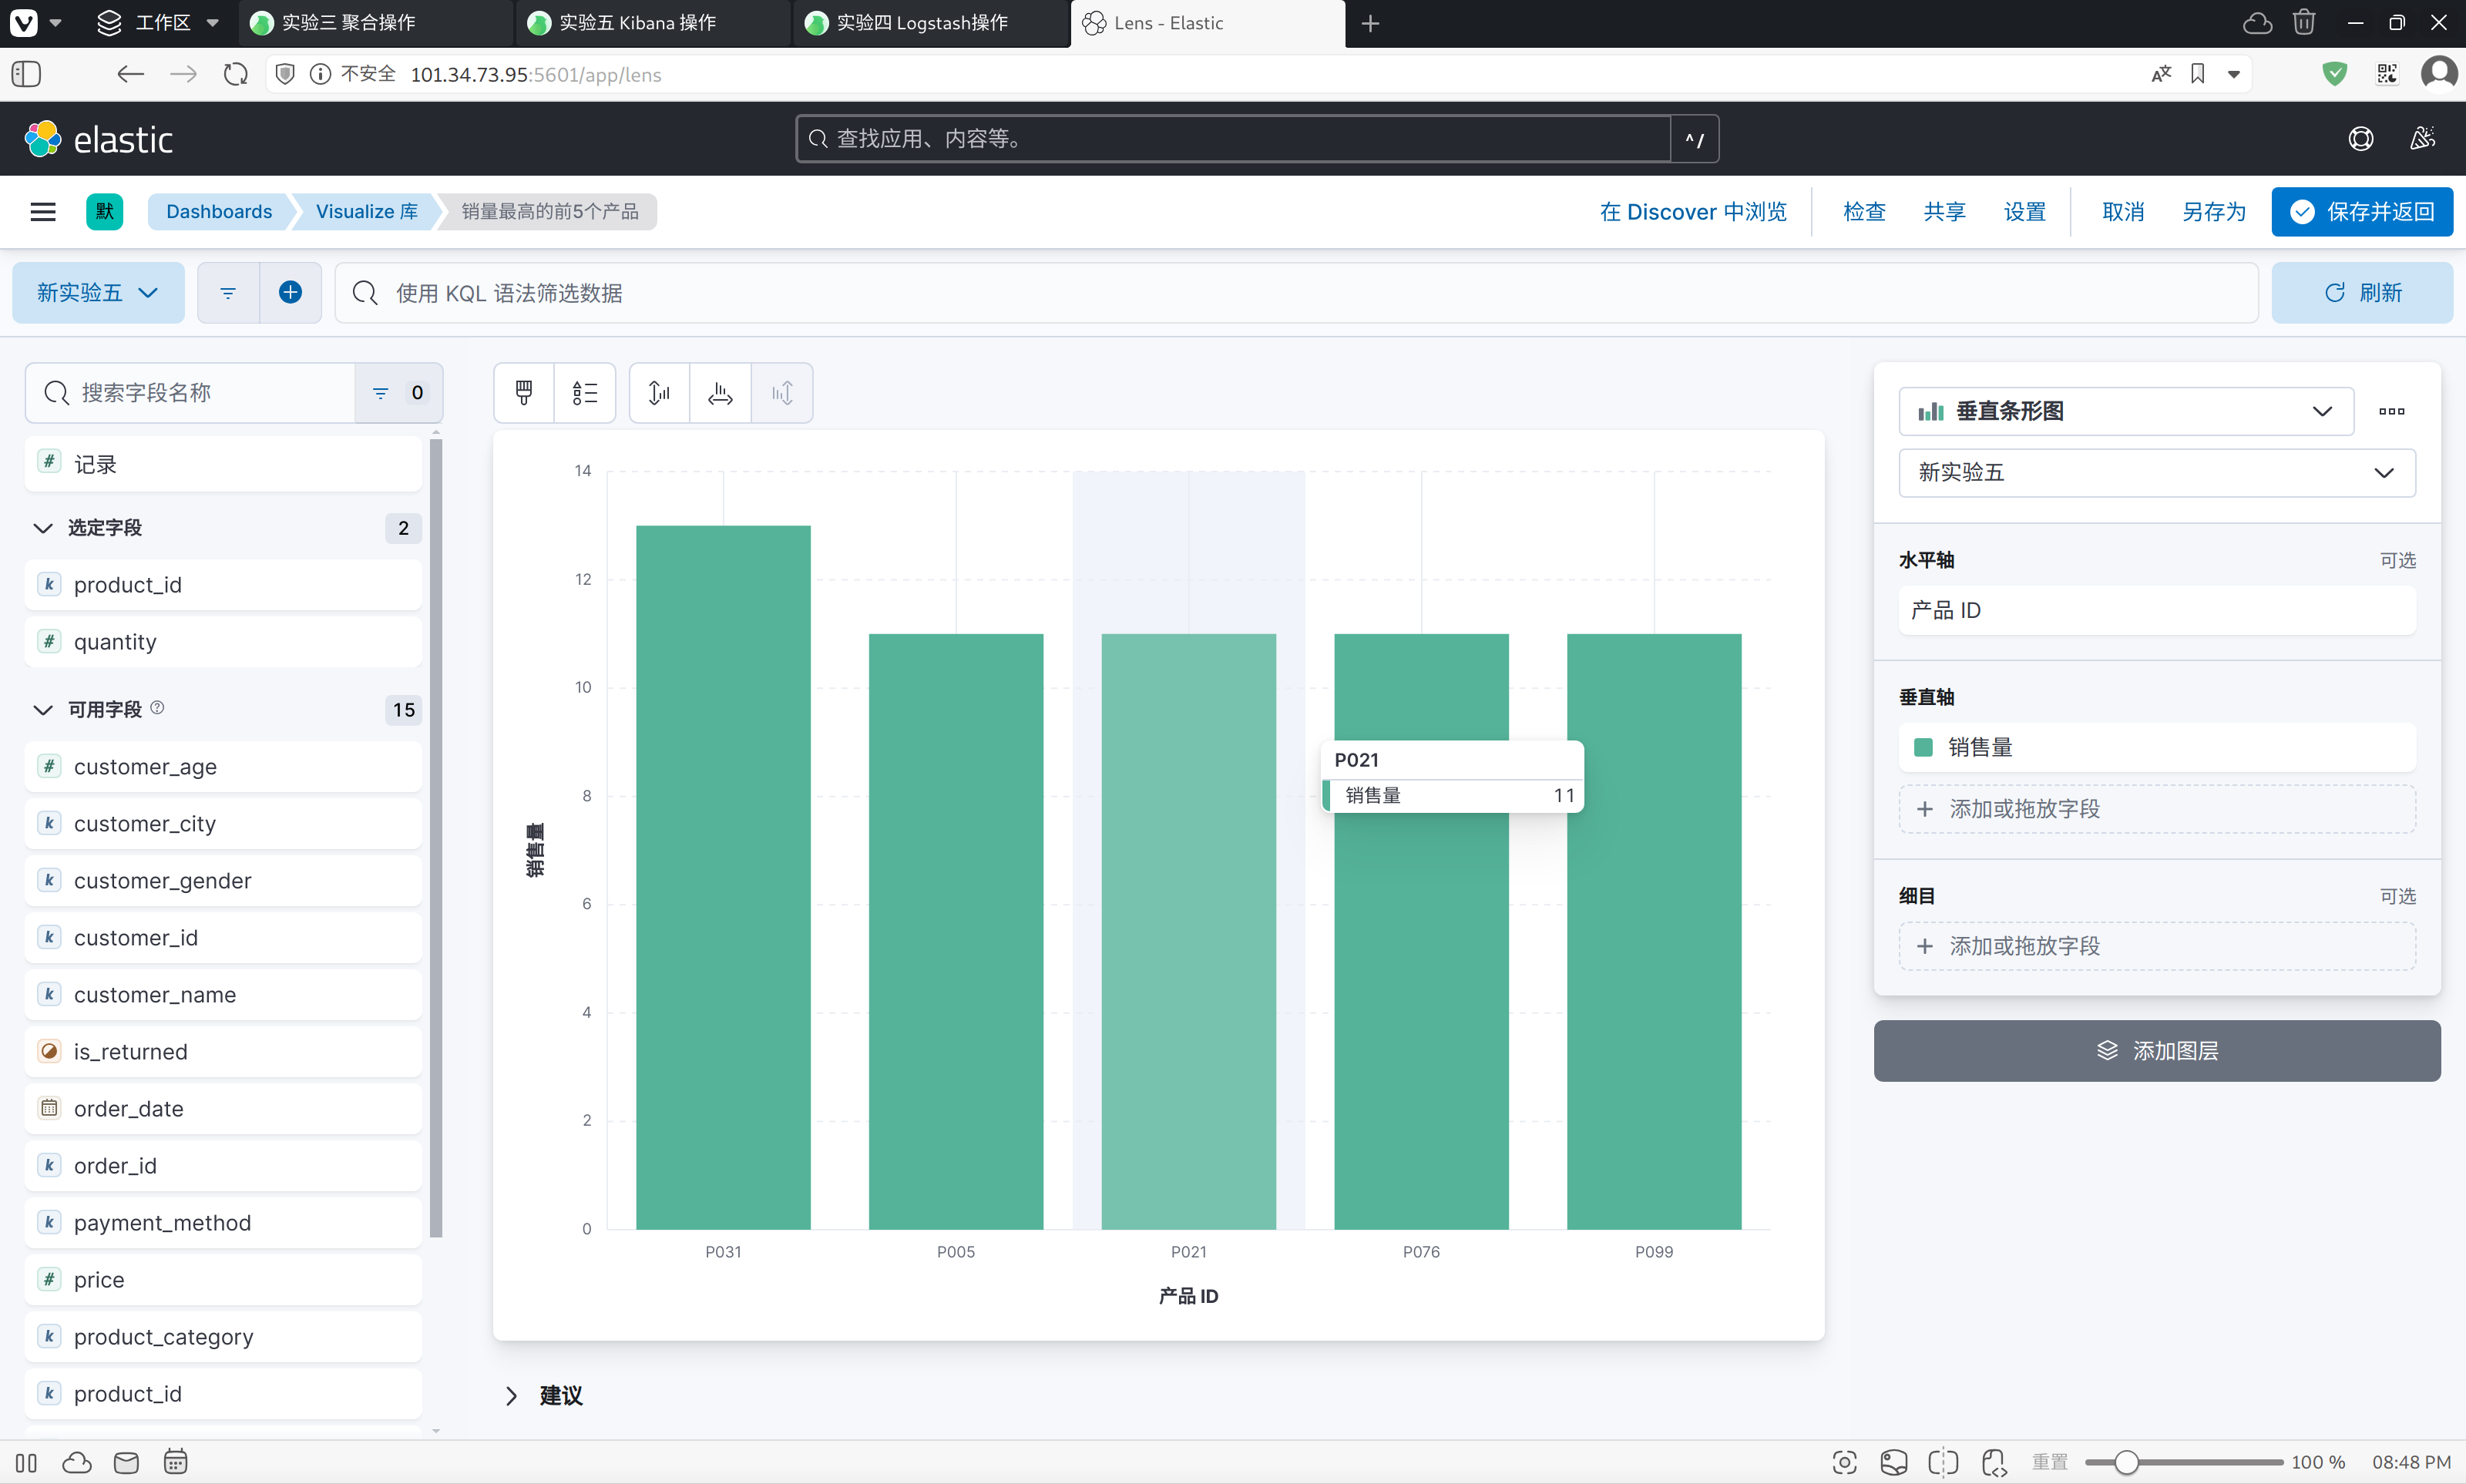 工作区
实验三 聚合操作
实验五 Kibana 操作
实验四 Logstash操作
Lens - Elastic
不安全 101.34.73.95:5601/app/lens
elastic
查找应用、内容等。
^ /
默
Dashboards
Visualize 库
销量最高的前5个产品
在 Discover 中浏览
检查
共享
设置
取消
另存为
保存并返回
新实验五
使用 KQL 语法筛选数据
刷新
搜索字段名称
0
# 记录
选定字段 2
k product_id
# quantity
可用字段 15
# customer_age
k customer_city
k customer_gender
k customer_id
k customer_name
is_returned
order_date
k order_id
k payment_method
# price
k product_category
k product_id
14
12
10
8
6
4
2
0
销售量
P031
P005
P021
P076
P099
产品 ID
P021
销售量 11
建议
垂直条形图
新实验五
水平轴 可选
产品 ID
垂直轴
销售量
+ 添加或拖放字段
细目 可选
+ 添加或拖放字段
添加图层
重置
100 %
08:48 PM